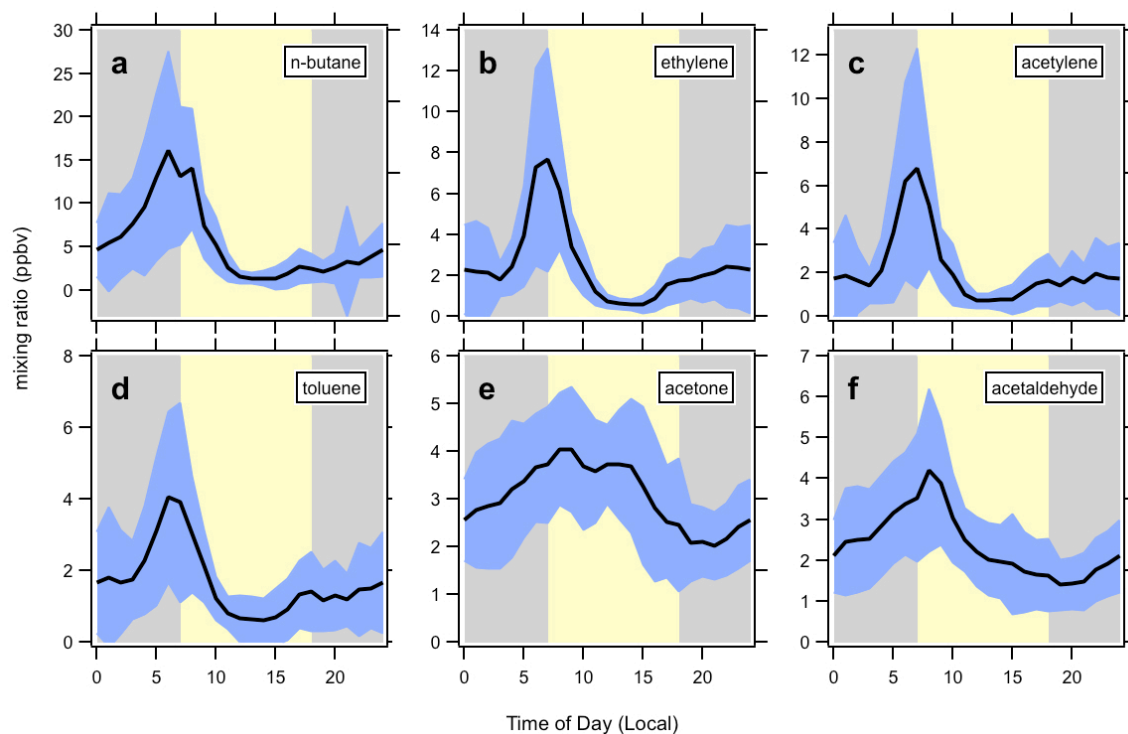 mixing ratio (ppbv)
a
n-butane
30
25
20
15
10
5
0
b
ethylene
14
12
10
8
6
4
2
0
c
acetylene
12
10
8
6
4
2
0
d
toluene
8
6
4
2
0
0 5 10 15 20
e
acetone
6
5
4
3
2
1
0
0 5 10 15 20
f
acetaldehyde
7
6
5
4
3
2
1
0
0 5 10 15 20
Time of Day (Local)